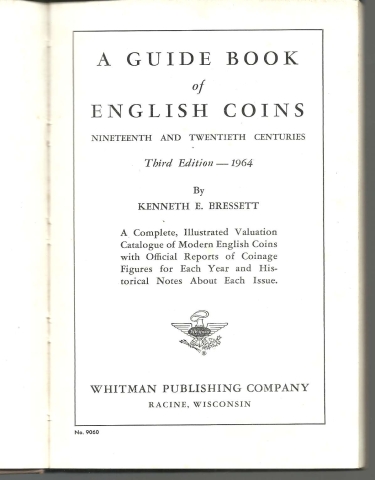 A GUIDE BOOK
of
ENGLISH COINS
NINETEENTH AND TWENTIETH CENTURIES
Third Edition — 1964
By
KENNETH E. BRESSETT
A Complete, Illustrated Valuation
Catalogue of Modern English Coins
with Official Reports of Coinage
Figures for Each Year and His-
torical Notes About Each Issue.
WHITMAN PUBLISHING COMPANY
RACINE, WISCONSIN
No. 9060